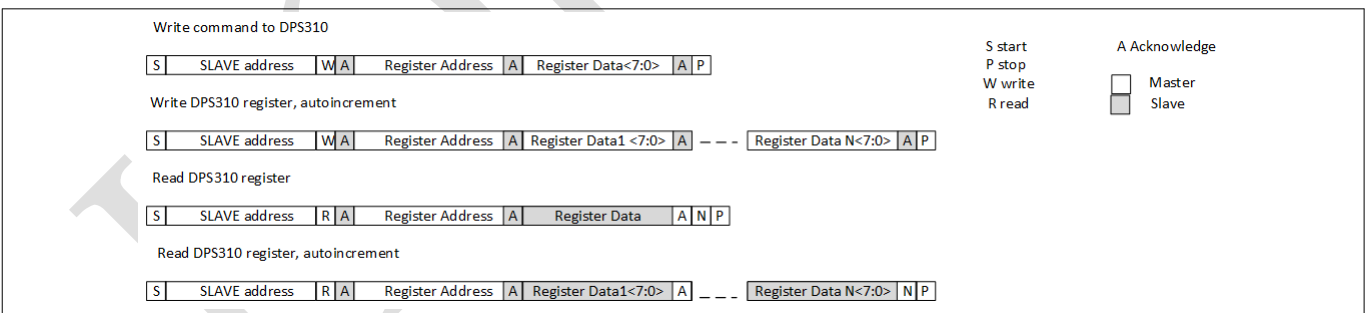 Write command to DPS310
S SLAVE address W A Register Address A Register Data<7:0> A P
Write DPS310 register, autoincrement
S SLAVE address W A Register Address A Register Data1 <7:0> A – – – Register Data N<7:0> A P
Read DPS310 register
S SLAVE address R A Register Address A Register Data A N P
Read DPS310 register, autoincrement
S SLAVE address R A Register Address A Register Data1<7:0> A – – – Register Data N<7:0> N P
S start
P stop
W write
R read
A Acknowledge
Master
Slave